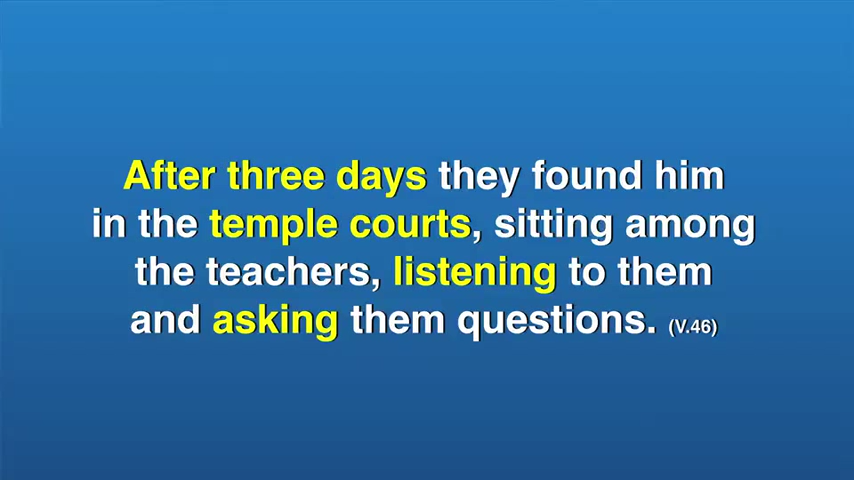 After three days they found him
in the temple courts, sitting among
the teachers, listening to them
and asking them questions. (V.46)